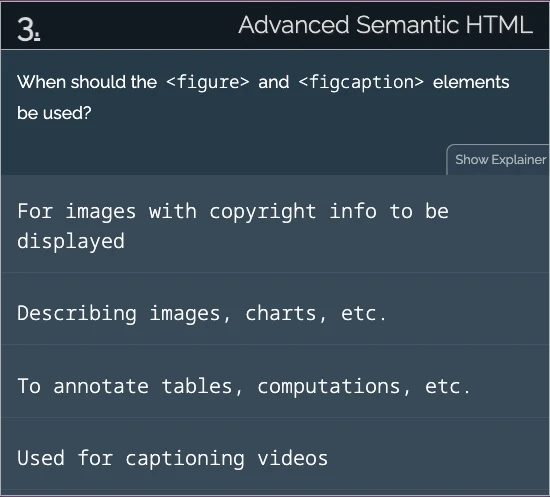 3.
Advanced Semantic HTML
When should the <figure> and <figcaption> elements
be used?
Show Explainer
For images with copyright info to be
displayed
Describing images, charts, etc.
To annotate tables, computations, etc.
Used for captioning videos